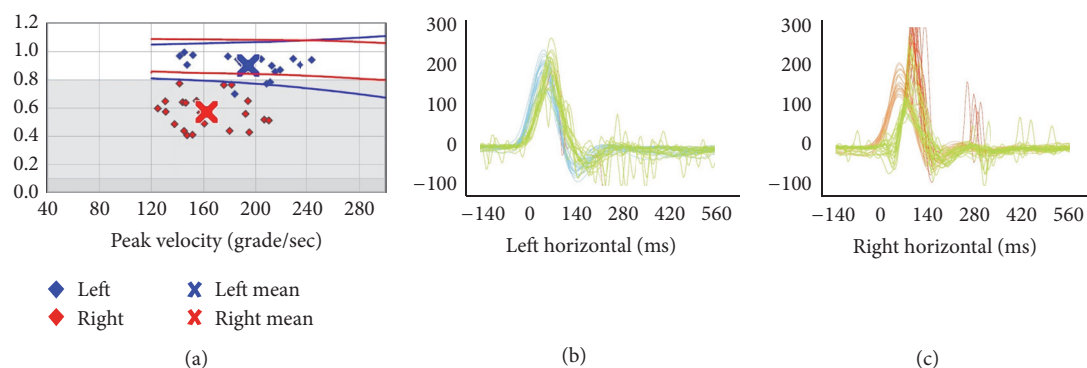 1.2
1.0
0.8
0.6
0.4
0.2
0.0
40 80 120 160 200 240 280
Peak velocity (grade/sec)
Left Left mean
Right Right mean
(a)
300
200
100
0
−100
−140 0 140 280 420 560
Left horizontal (ms)
(b)
300
200
100
0
−100
−140 0 140 280 420 560
Right horizontal (ms)
(c)